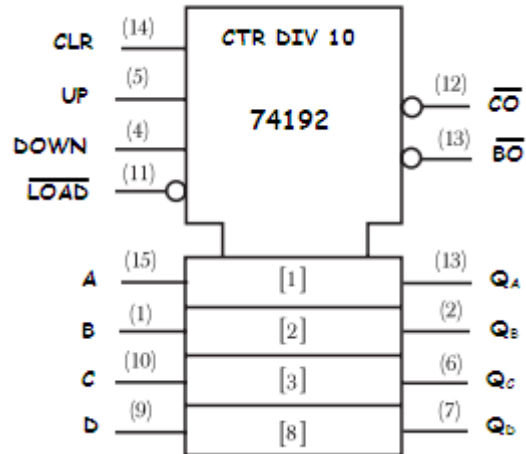 CTR DIV 10
74192
CLR (14)
UP (5)
DOWN (4)
LOAD (11)
(12) CO
(13) BO
A (15) [1] (13) QA
B (1) [2] (2) QB
C (10) [3] (6) QC
D (9) [8] (7) QD